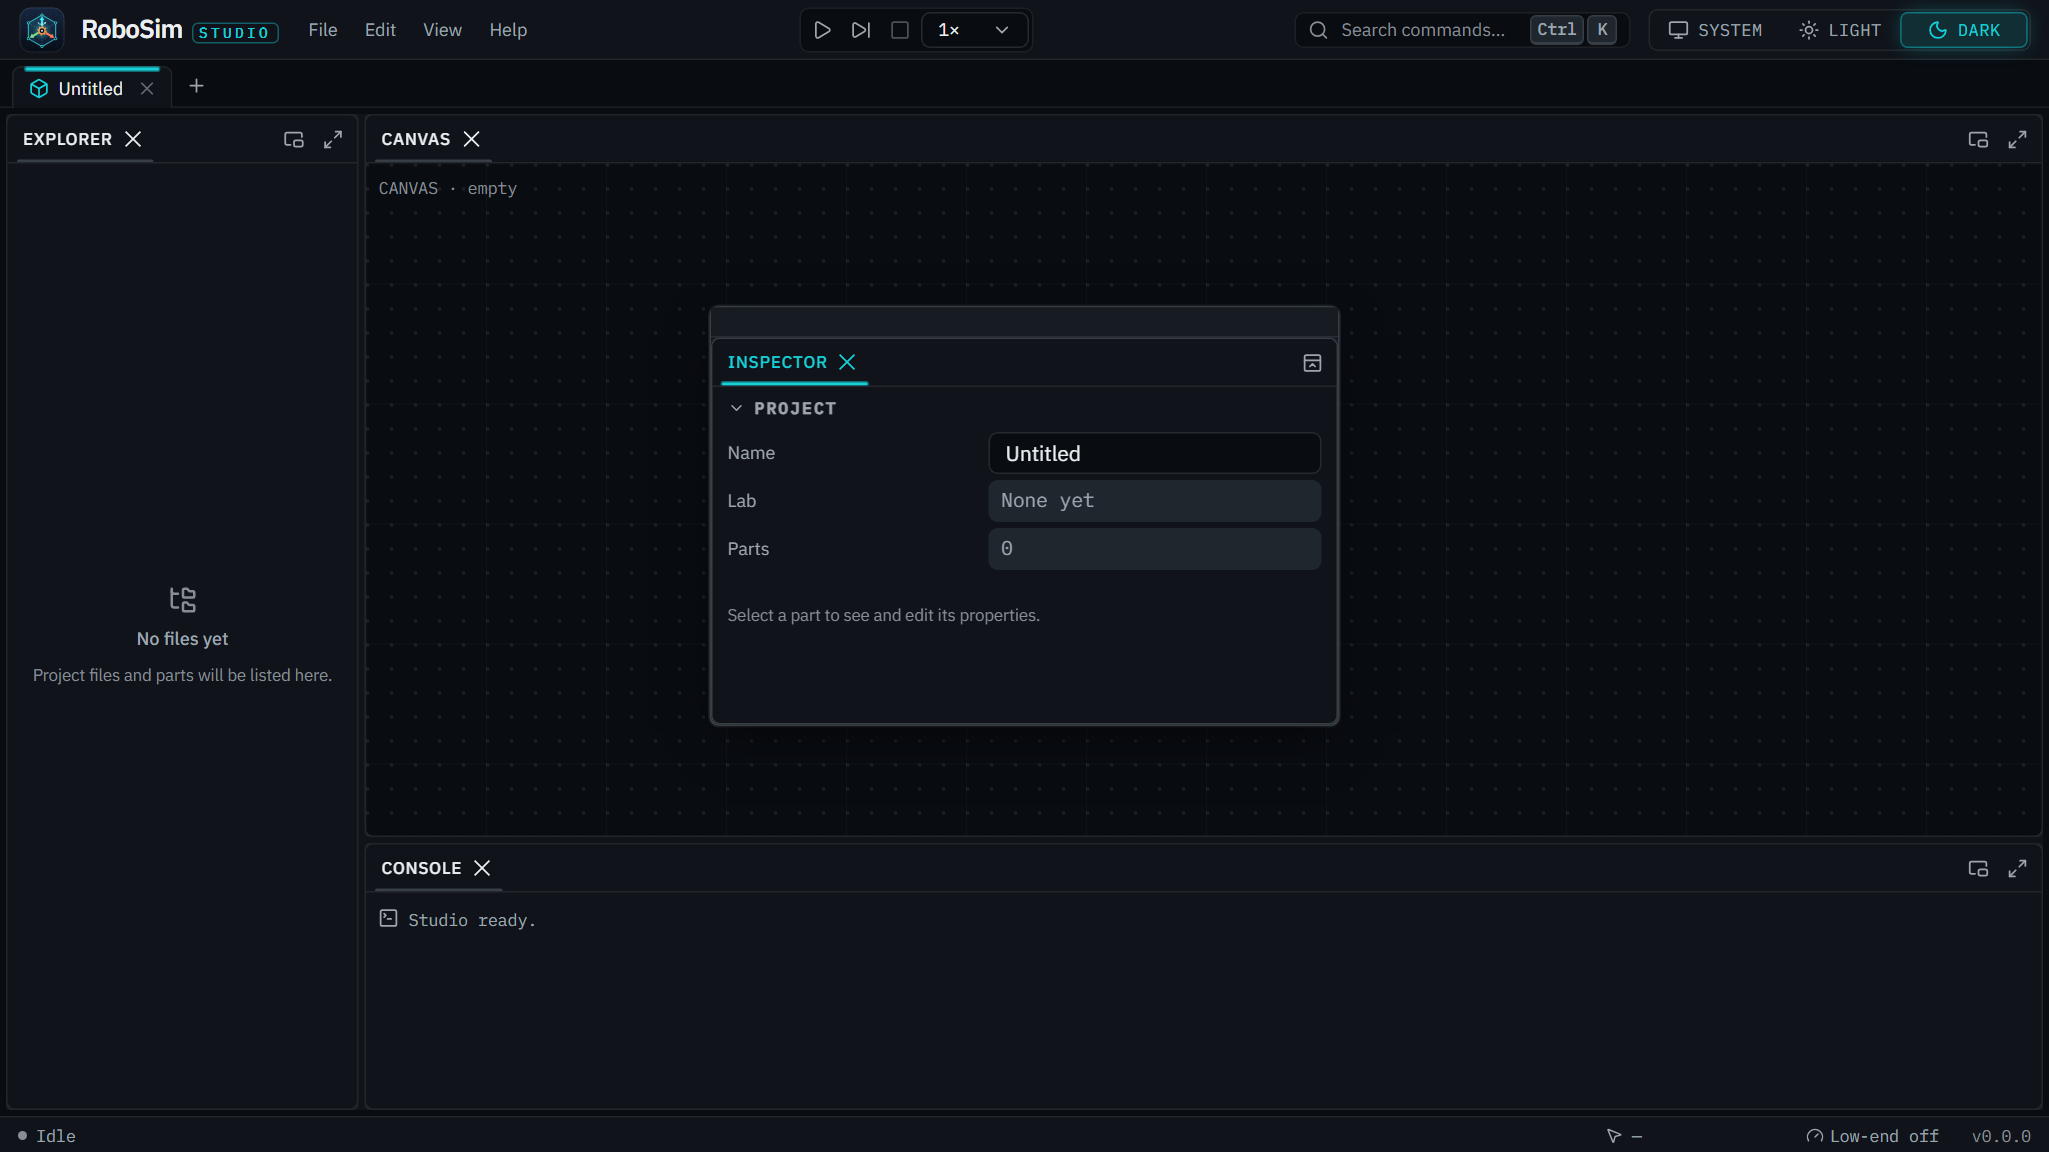 RoboSim STUDIO File Edit View Help 1× Search commands... Ctrl K SYSTEM LIGHT DARK
Untitled
EXPLORER
CANVAS
CANVAS · empty
INSPECTOR
PROJECT
Name Untitled
Lab None yet
Parts 0
Select a part to see and edit its properties.
No files yet
Project files and parts will be listed here.
CONSOLE
Studio ready.
Idle — Low-end off v0.0.0